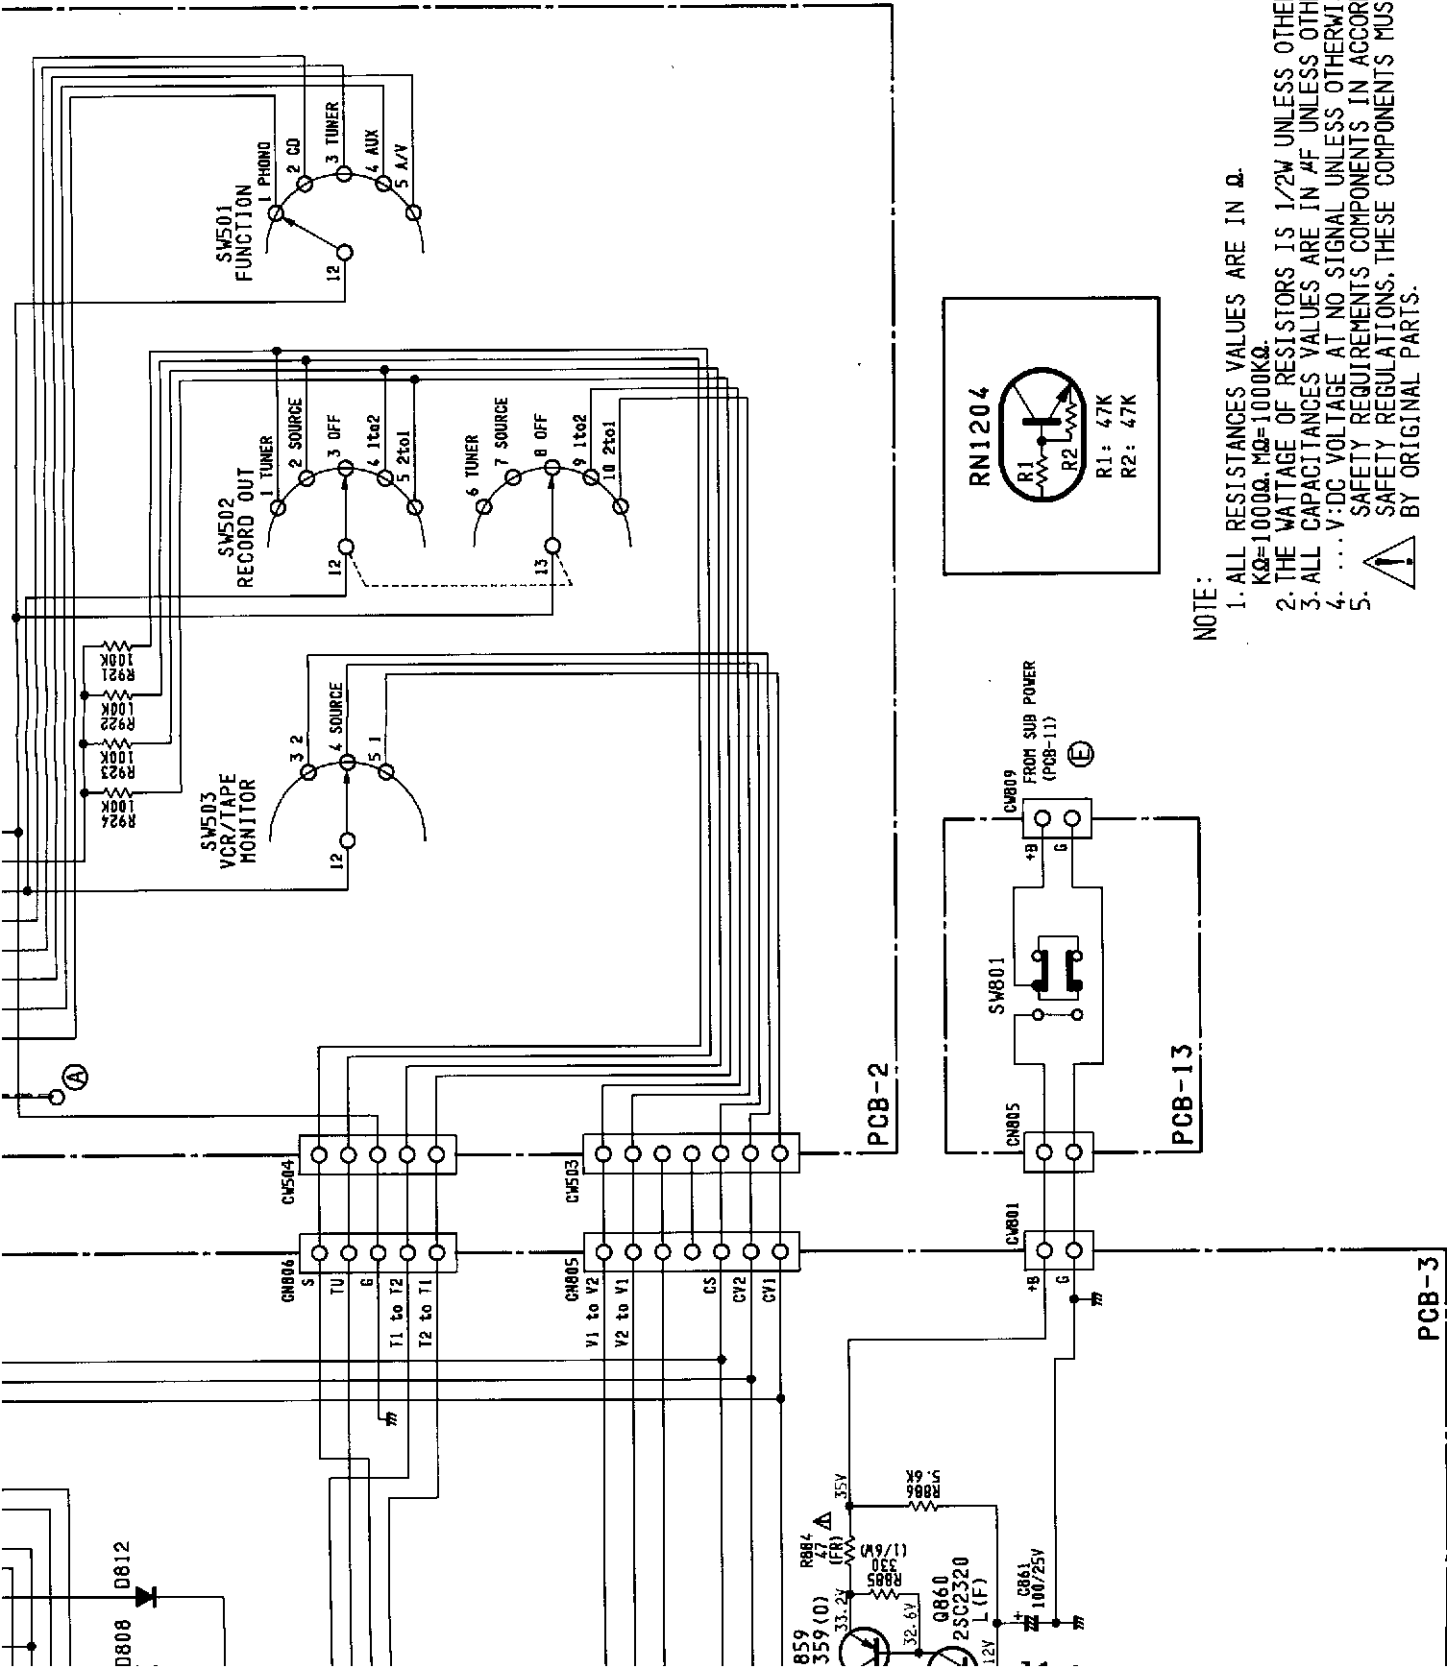 SW501
FUNCTION
1 PHONO
2 CD
3 TUNER
4 AUX
5 A/V
12
SW502
RECORD OUT
1 TUNER
2 SOURCE
3 OFF
4 1to2
5 2to1
12
6 TUNER
7 SOURCE
8 OFF
9 1to2
10 2to1
13
R921
100K
R922
100K
R923
100K
R924
100K
SW503
VCR/TAPE
MONITOR
3 2
4 SOURCE
5 1
12
A
PCB-2
RN1204
R1
R2
R1: 47K
R2: 47K
NOTE:
1. ALL RESISTANCES VALUES ARE IN Ω.
KΩ=1000Ω.MΩ=1000KΩ.
2. THE WATTAGE OF RESISTORS IS 1/2W UNLESS OTHE
3. ALL CAPACITANCES VALUES ARE IN μF UNLESS OTH
4. ...V:DC VOLTAGE AT NO SIGNAL UNLESS OTHERWI
5. SAFETY REQUIREMENTS COMPONENTS IN ACCOR
SAFETY REGULATIONS.THESE COMPONENTS MUS
BY ORIGINAL PARTS.
CW809
FROM SUB POWER
(PCB-11)
E
+B
G
SW801
CN805
PCB-13
CW504
CW503
CN806
S
TU
G
T1 to T2
T2 to T1
CN805
V1 to V2
V2 to V1
CS
CV2
CV1
CW801
+B
G
PCB-3
D812
D808
R884
47
(FR)
35V
R886
5.6K
R885
330
(1/6W)
33.2V
32.6V
859
359(O)
Q860
2SC2320
L(F)
12V
C861
100/25V
+